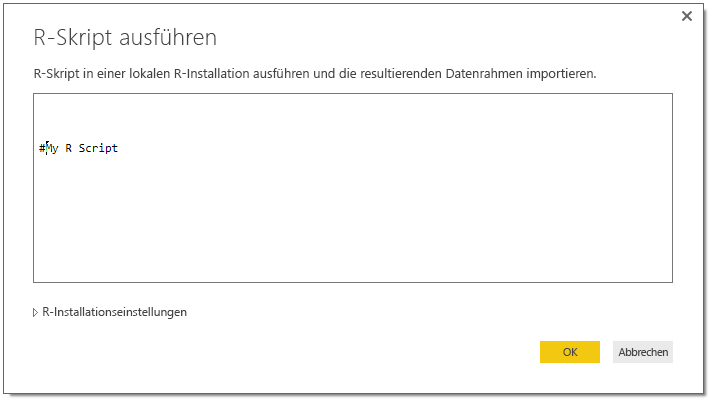 R-Skript ausführen
R-Skript in einer lokalen R-Installation ausführen und die resultierenden Datenrahmen importieren.
#My R Script
R-Installationseinstellungen
OK
Abbrechen